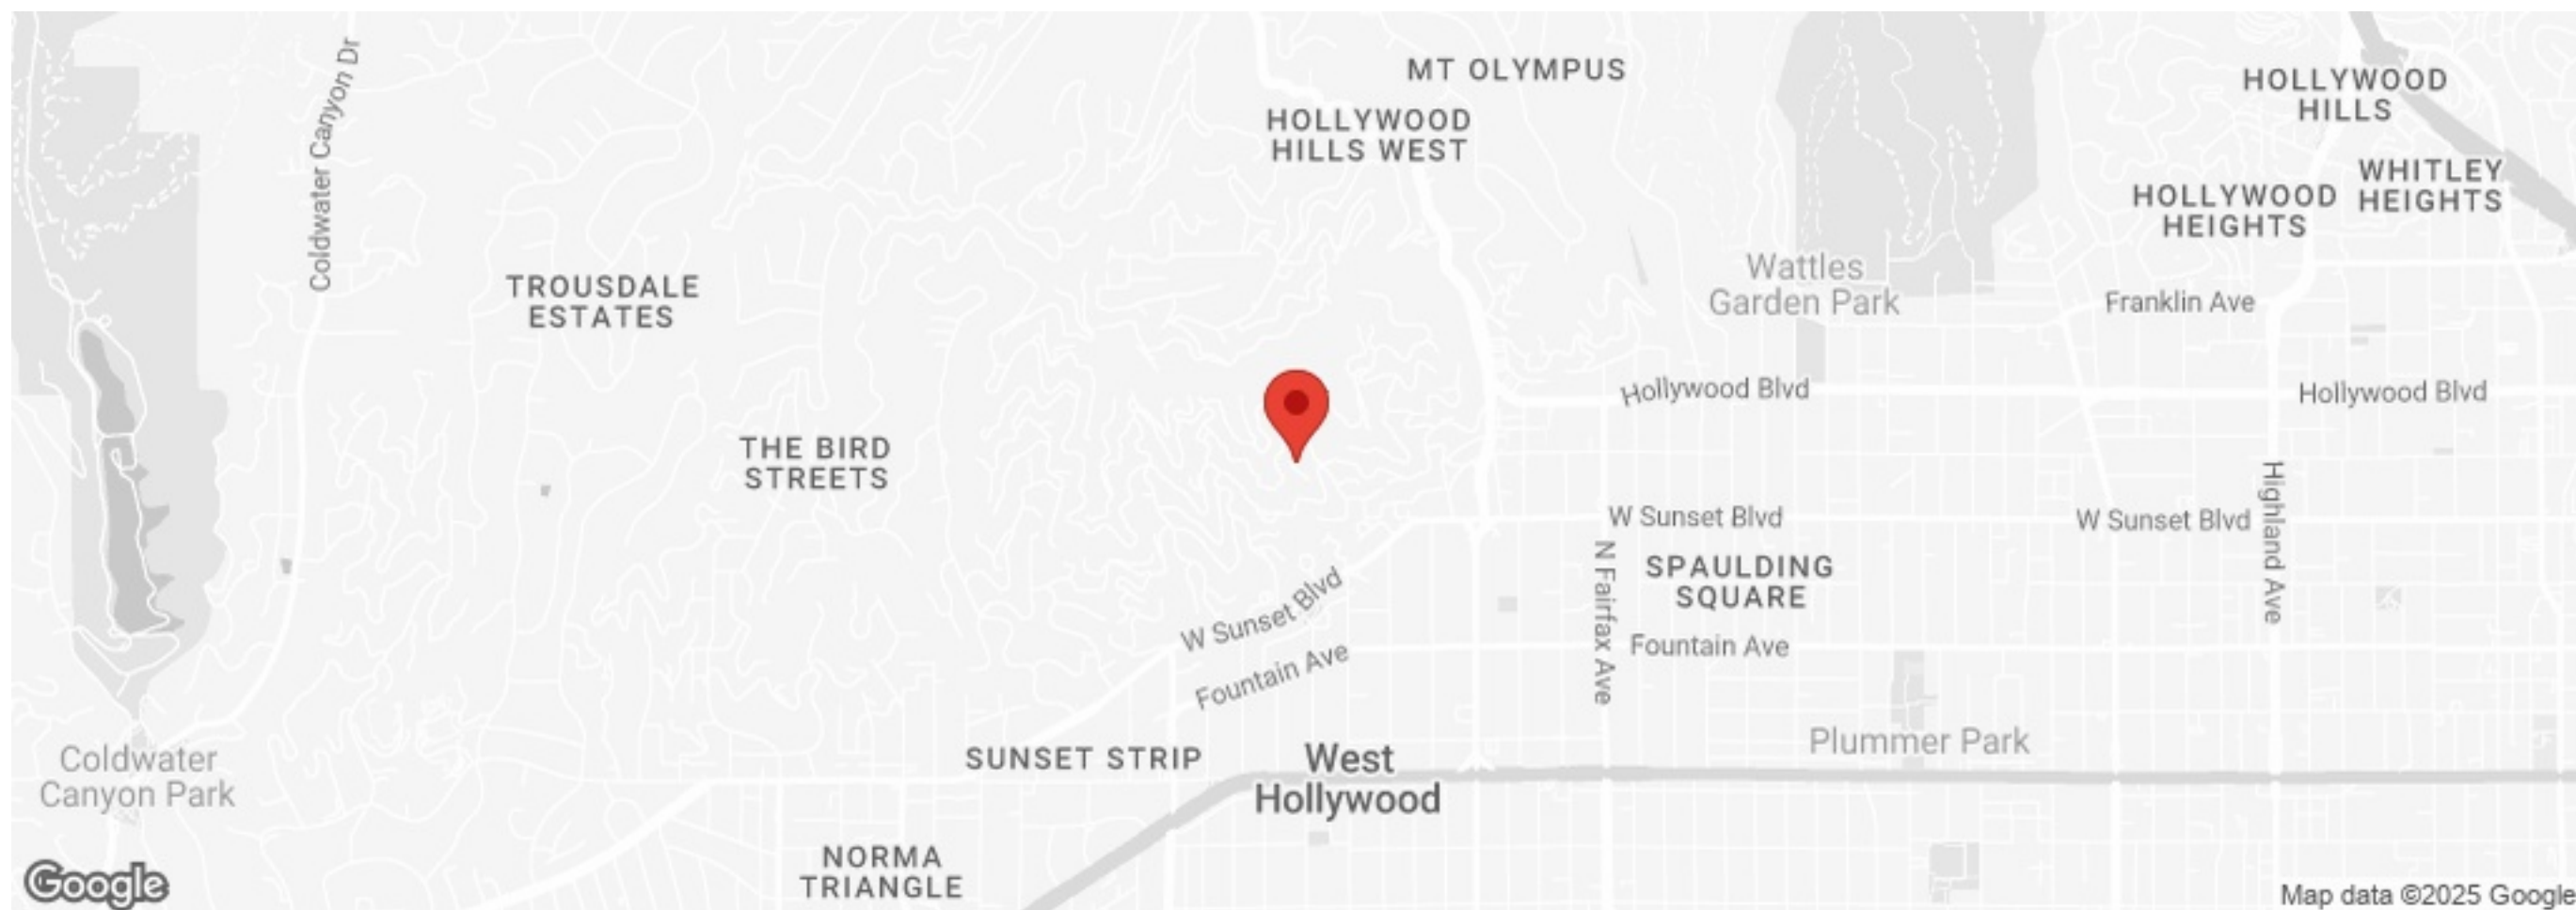 Coldwater Canyon Dr
MT OLYMPUS
HOLLYWOOD
HILLS WEST
HOLLYWOOD
HILLS
WHITLEY
HEIGHTS
HOLLYWOOD
HEIGHTS
Wattles
Garden Park
Franklin Ave
TROUSDALE
ESTATES
Hollywood Blvd
Hollywood Blvd
THE BIRD
STREETS
W Sunset Blvd
W Sunset Blvd
Highland Ave
N Fairfax Ave
SPAULDING
SQUARE
W Sunset Blvd
Fountain Ave
Fountain Ave
Coldwater
Canyon Park
SUNSET STRIP
West
Hollywood
Plummer Park
NORMA
TRIANGLE
Google
Map data ©2025 Google